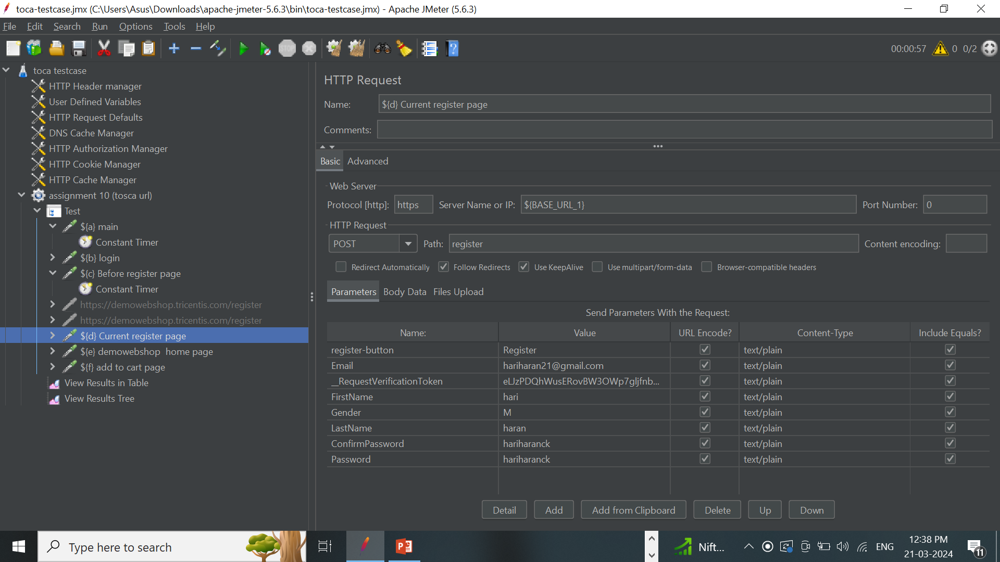 toca-testcase.jmx (C:\Users\Asus\Downloads\apache-jmeter-5.6.3\bin\toca-testcase.jmx) - Apache JMeter (5.6.3)
File Edit Search Run Options Tools Help
STOP
00:00:57 0 0/2
toca testcase
HTTP Header manager
User Defined Variables
HTTP Request Defaults
DNS Cache Manager
HTTP Authorization Manager
HTTP Cookie Manager
HTTP Cache Manager
assignment 10 (tosca url)
Test
${a} main
Constant Timer
${b} login
${c} Before register page
Constant Timer
https://demowebshop.tricentis.com/register
https://demowebshop.tricentis.com/register
${d} Current register page
${e} demowebshop  home page
${f} add to cart page
View Results in Table
View Results Tree
HTTP Request
Name: ${d} Current register page
Comments:
Basic Advanced
Web Server
Protocol [http]: https Server Name or IP: ${BASE_URL_1} Port Number: 0
HTTP Request
POST Path: register Content encoding:
Redirect Automatically Follow Redirects Use KeepAlive Use multipart/form-data Browser-compatible headers
Parameters Body Data Files Upload
Send Parameters With the Request:
Name: Value URL Encode? Content-Type Include Equals?
register-button Register text/plain
Email hariharan21@gmail.com text/plain
__RequestVerificationToken eLJzPDQhWusERovBW3OWp7gljfnb... text/plain
FirstName hari text/plain
Gender M text/plain
LastName haran text/plain
ConfirmPassword hariharanck text/plain
Password hariharanck text/plain
Detail Add Add from Clipboard Delete Up Down
Type here to search
Nift...
ENG
12:38 PM
21-03-2024
11